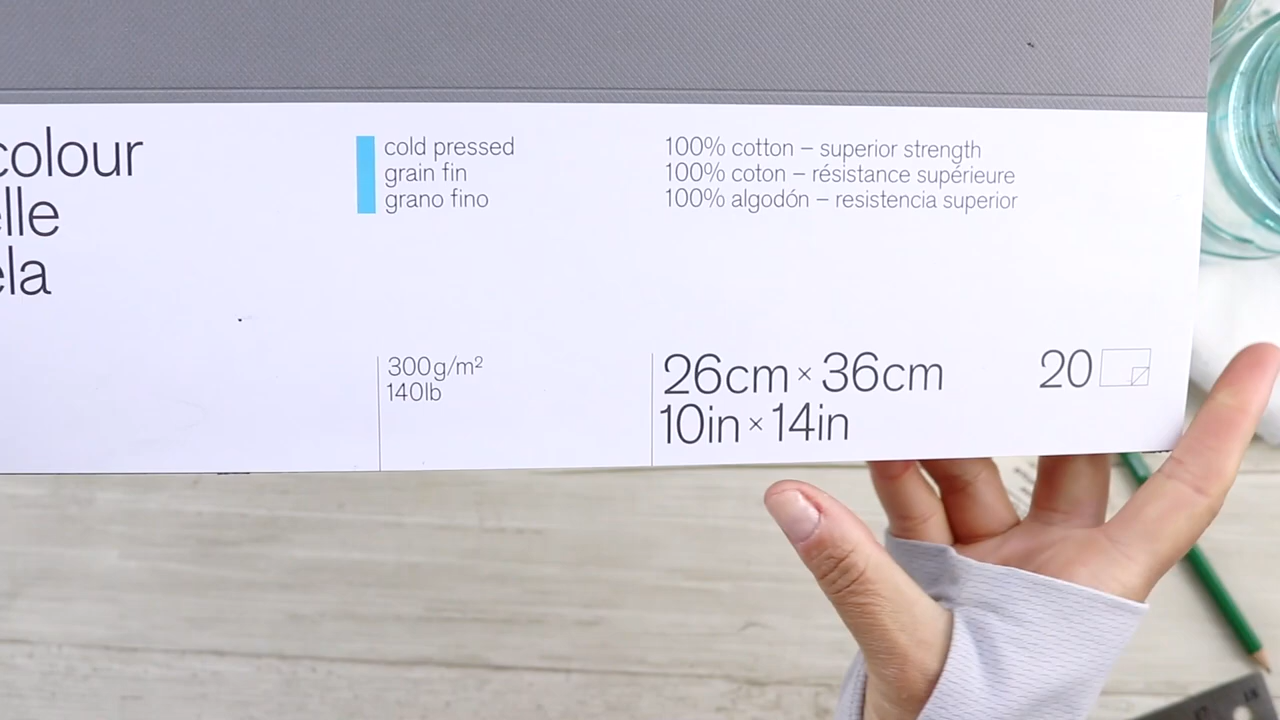 colour
elle
ela
cold pressed
grain fin
grano fino
100% cotton – superior strength
100% coton – résistance supérieure
100% algodón – resistencia superior
300g/m²
140lb
26cm × 36cm
10in × 14in
20